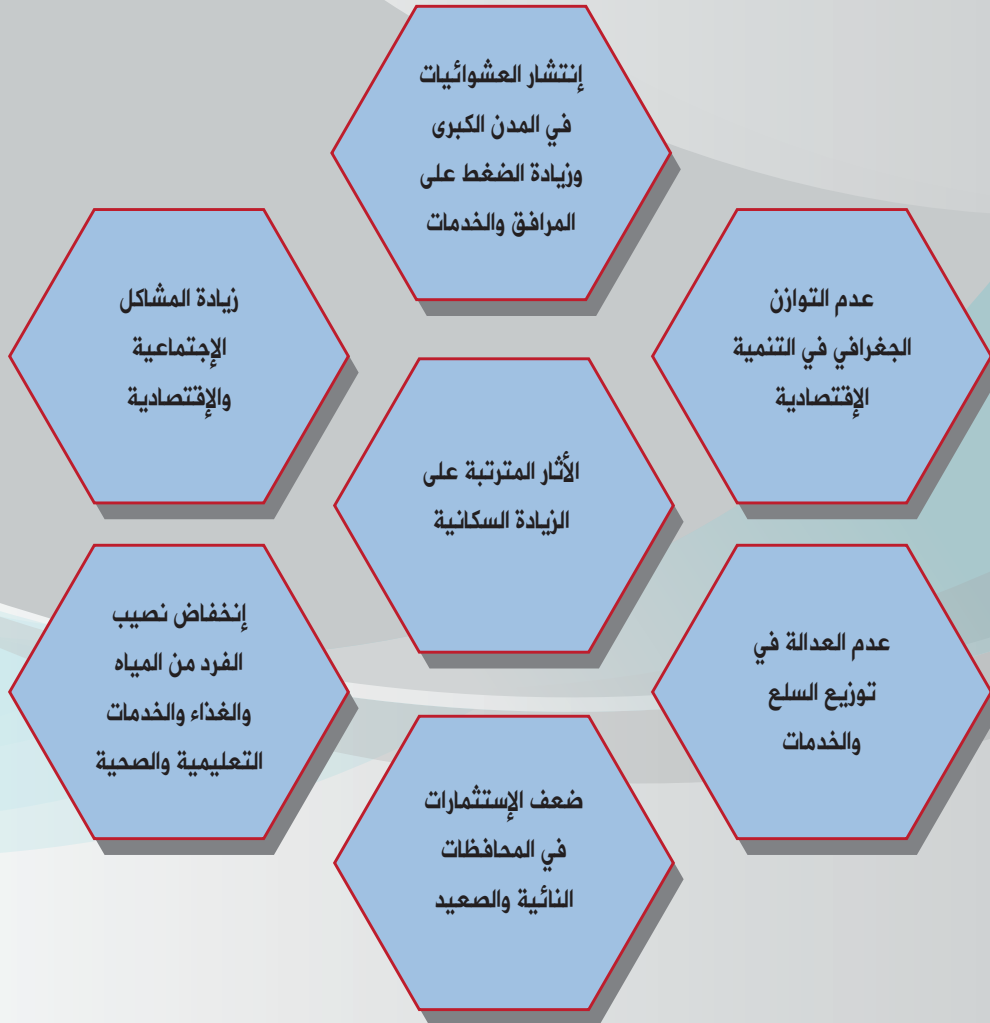 إنتشار العشوائيات
في المدن الكبرى
وزيادة الضغط على
المرافق والخدمات
عدم التوازن
الجغرافي في التنمية
الإقتصادية
زيادة المشاكل
الإجتماعية
والإقتصادية
الأثار المترتبة على
الزيادة السكانية
عدم العدالة في
توزيع السلع
والخدمات
إنخفاض نصيب
الفرد من المياه
والغذاء والخدمات
التعليمية والصحية
ضعف الإستثمارات
في المحافظات
النائية والصعيد